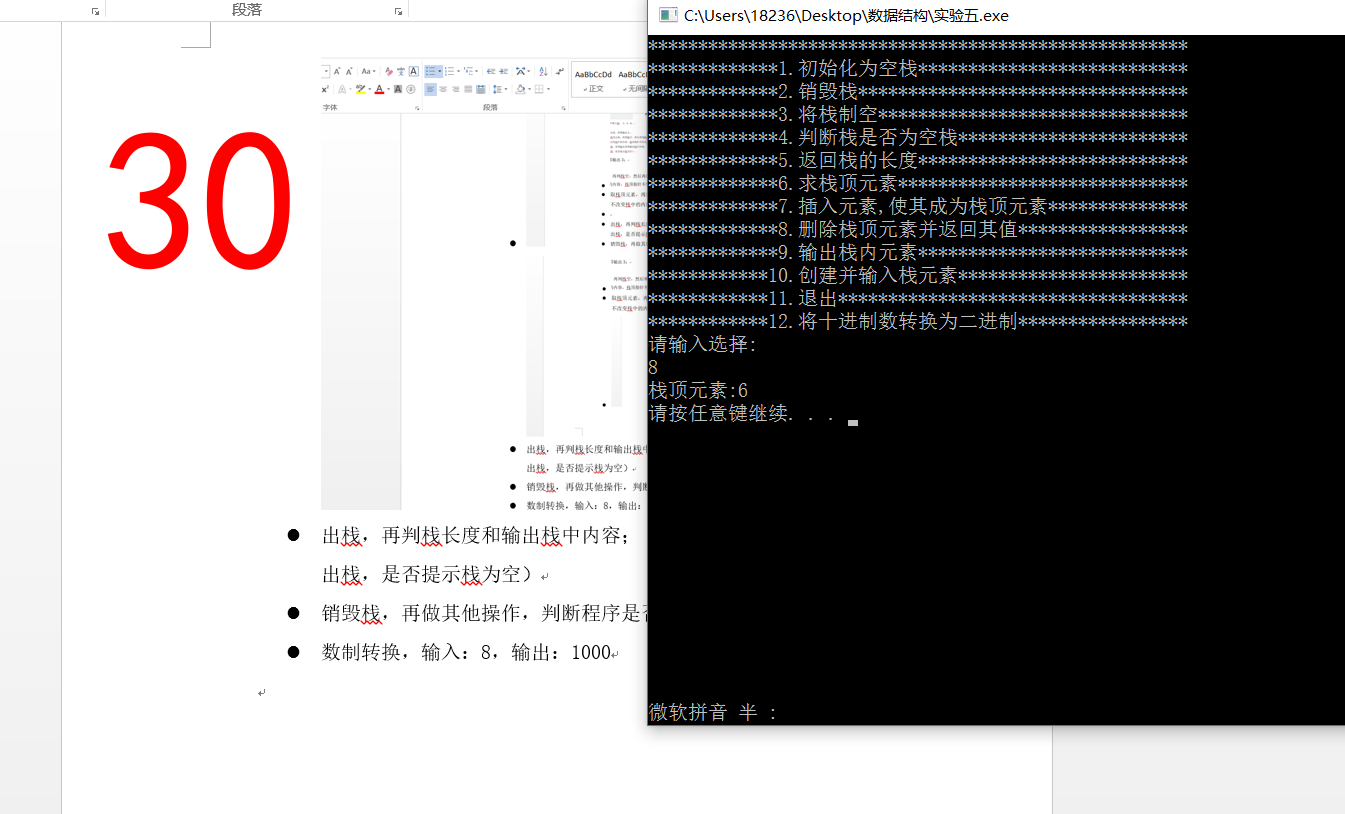 段落
C:\Users\18236\Desktop\数据结构\实验五.exe
30
Aa
AaBbCcDd AaBbCcI
正文 无间隔
字体 段落
出栈，再判栈长度和输出栈中
出栈，是否提示栈为空）
销毁栈，再做其他操作，判断
数制转换，输入：8，输出：
出栈，再判栈长度和输出栈中内容；
出栈，是否提示栈为空）
销毁栈，再做其他操作，判断程序是否
数制转换，输入：8，输出：1000
******************************************************
*************1.初始化为空栈***************************
*************2.销毁栈*********************************
*************3.将栈制空*******************************
*************4.判断栈是否为空栈***********************
*************5.返回栈的长度***************************
*************6.求栈顶元素*****************************
*************7.插入元素,使其成为栈顶元素**************
*************8.删除栈顶元素并返回其值*****************
*************9.输出栈内元素***************************
************10.创建并输入栈元素***********************
************11.退出***********************************
************12.将十进制数转换为二进制*****************
请输入选择:
8
栈顶元素:6
请按任意键继续. . .
微软拼音 半 :